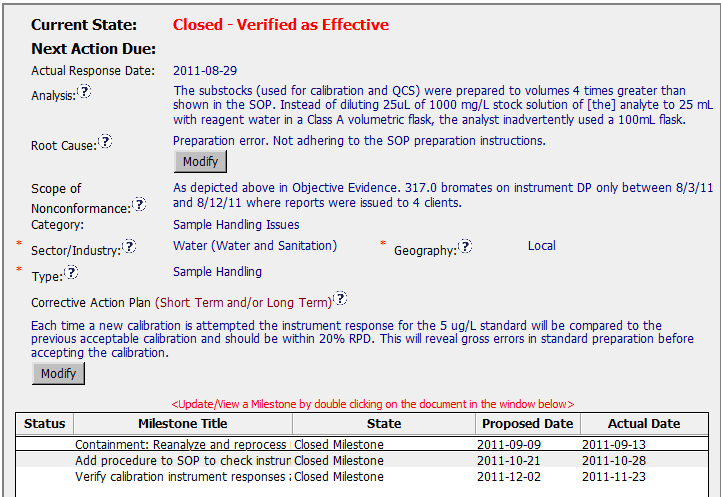 Current State: Closed - Verified as Effective
Next Action Due:
Actual Response Date: 2011-08-29
Analysis: ? The substocks (used for calibration and QCS) were prepared to volumes 4 times greater than
shown in the SOP. Instead of diluting 25uL of 1000 mg/L stock solution of [the] analyte to 25 mL
with reagent water in a Class A volumetric flask, the analyst inadvertently used a 100mL flask.
Root Cause: ? Preparation error. Not adhering to the SOP preparation instructions.
Modify
Scope of
Nonconformance: ? As depicted above in Objective Evidence. 317.0 bromates on instrument DP only between 8/3/11
and 8/12/11 where reports were issued to 4 clients.
Category: Sample Handling Issues
* Sector/Industry: ? Water (Water and Sanitation) * Geography: ? Local
* Type: ? Sample Handling
Corrective Action Plan (Short Term and/or Long Term) ?
Each time a new calibration is attempted the instrument response for the 5 ug/L standard will be compared to the
previous acceptable calibration and should be within 20% RPD. This will reveal gross errors in standard preparation before
accepting the calibration.
Modify
<Update/View a Milestone by double clicking on the document in the window below>
Status Milestone Title State Proposed Date Actual Date
Containment: Reanalyze and reprocess Closed Milestone 2011-09-09 2011-09-13
Add procedure to SOP to check instrur Closed Milestone 2011-10-21 2011-10-28
Verify calibration instrument responses Closed Milestone 2011-12-02 2011-11-23